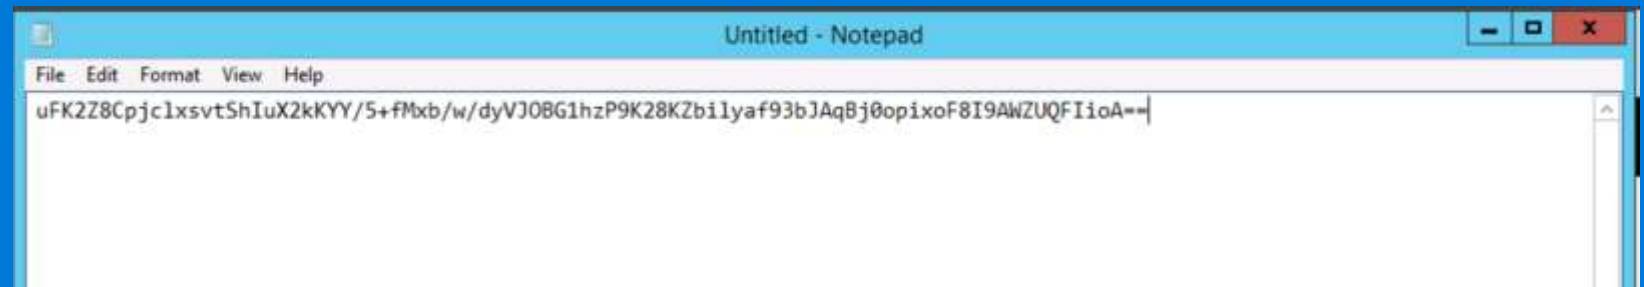 Untitled - Notepad
File Edit Format View Help
uFK2Z8CpjclxsvtShIuX2kKYY/5+fMxb/w/dyVJOBG1hzP9K28KZbilyaf93bJAqBj0opixoF8I9AWZUQFIioA==